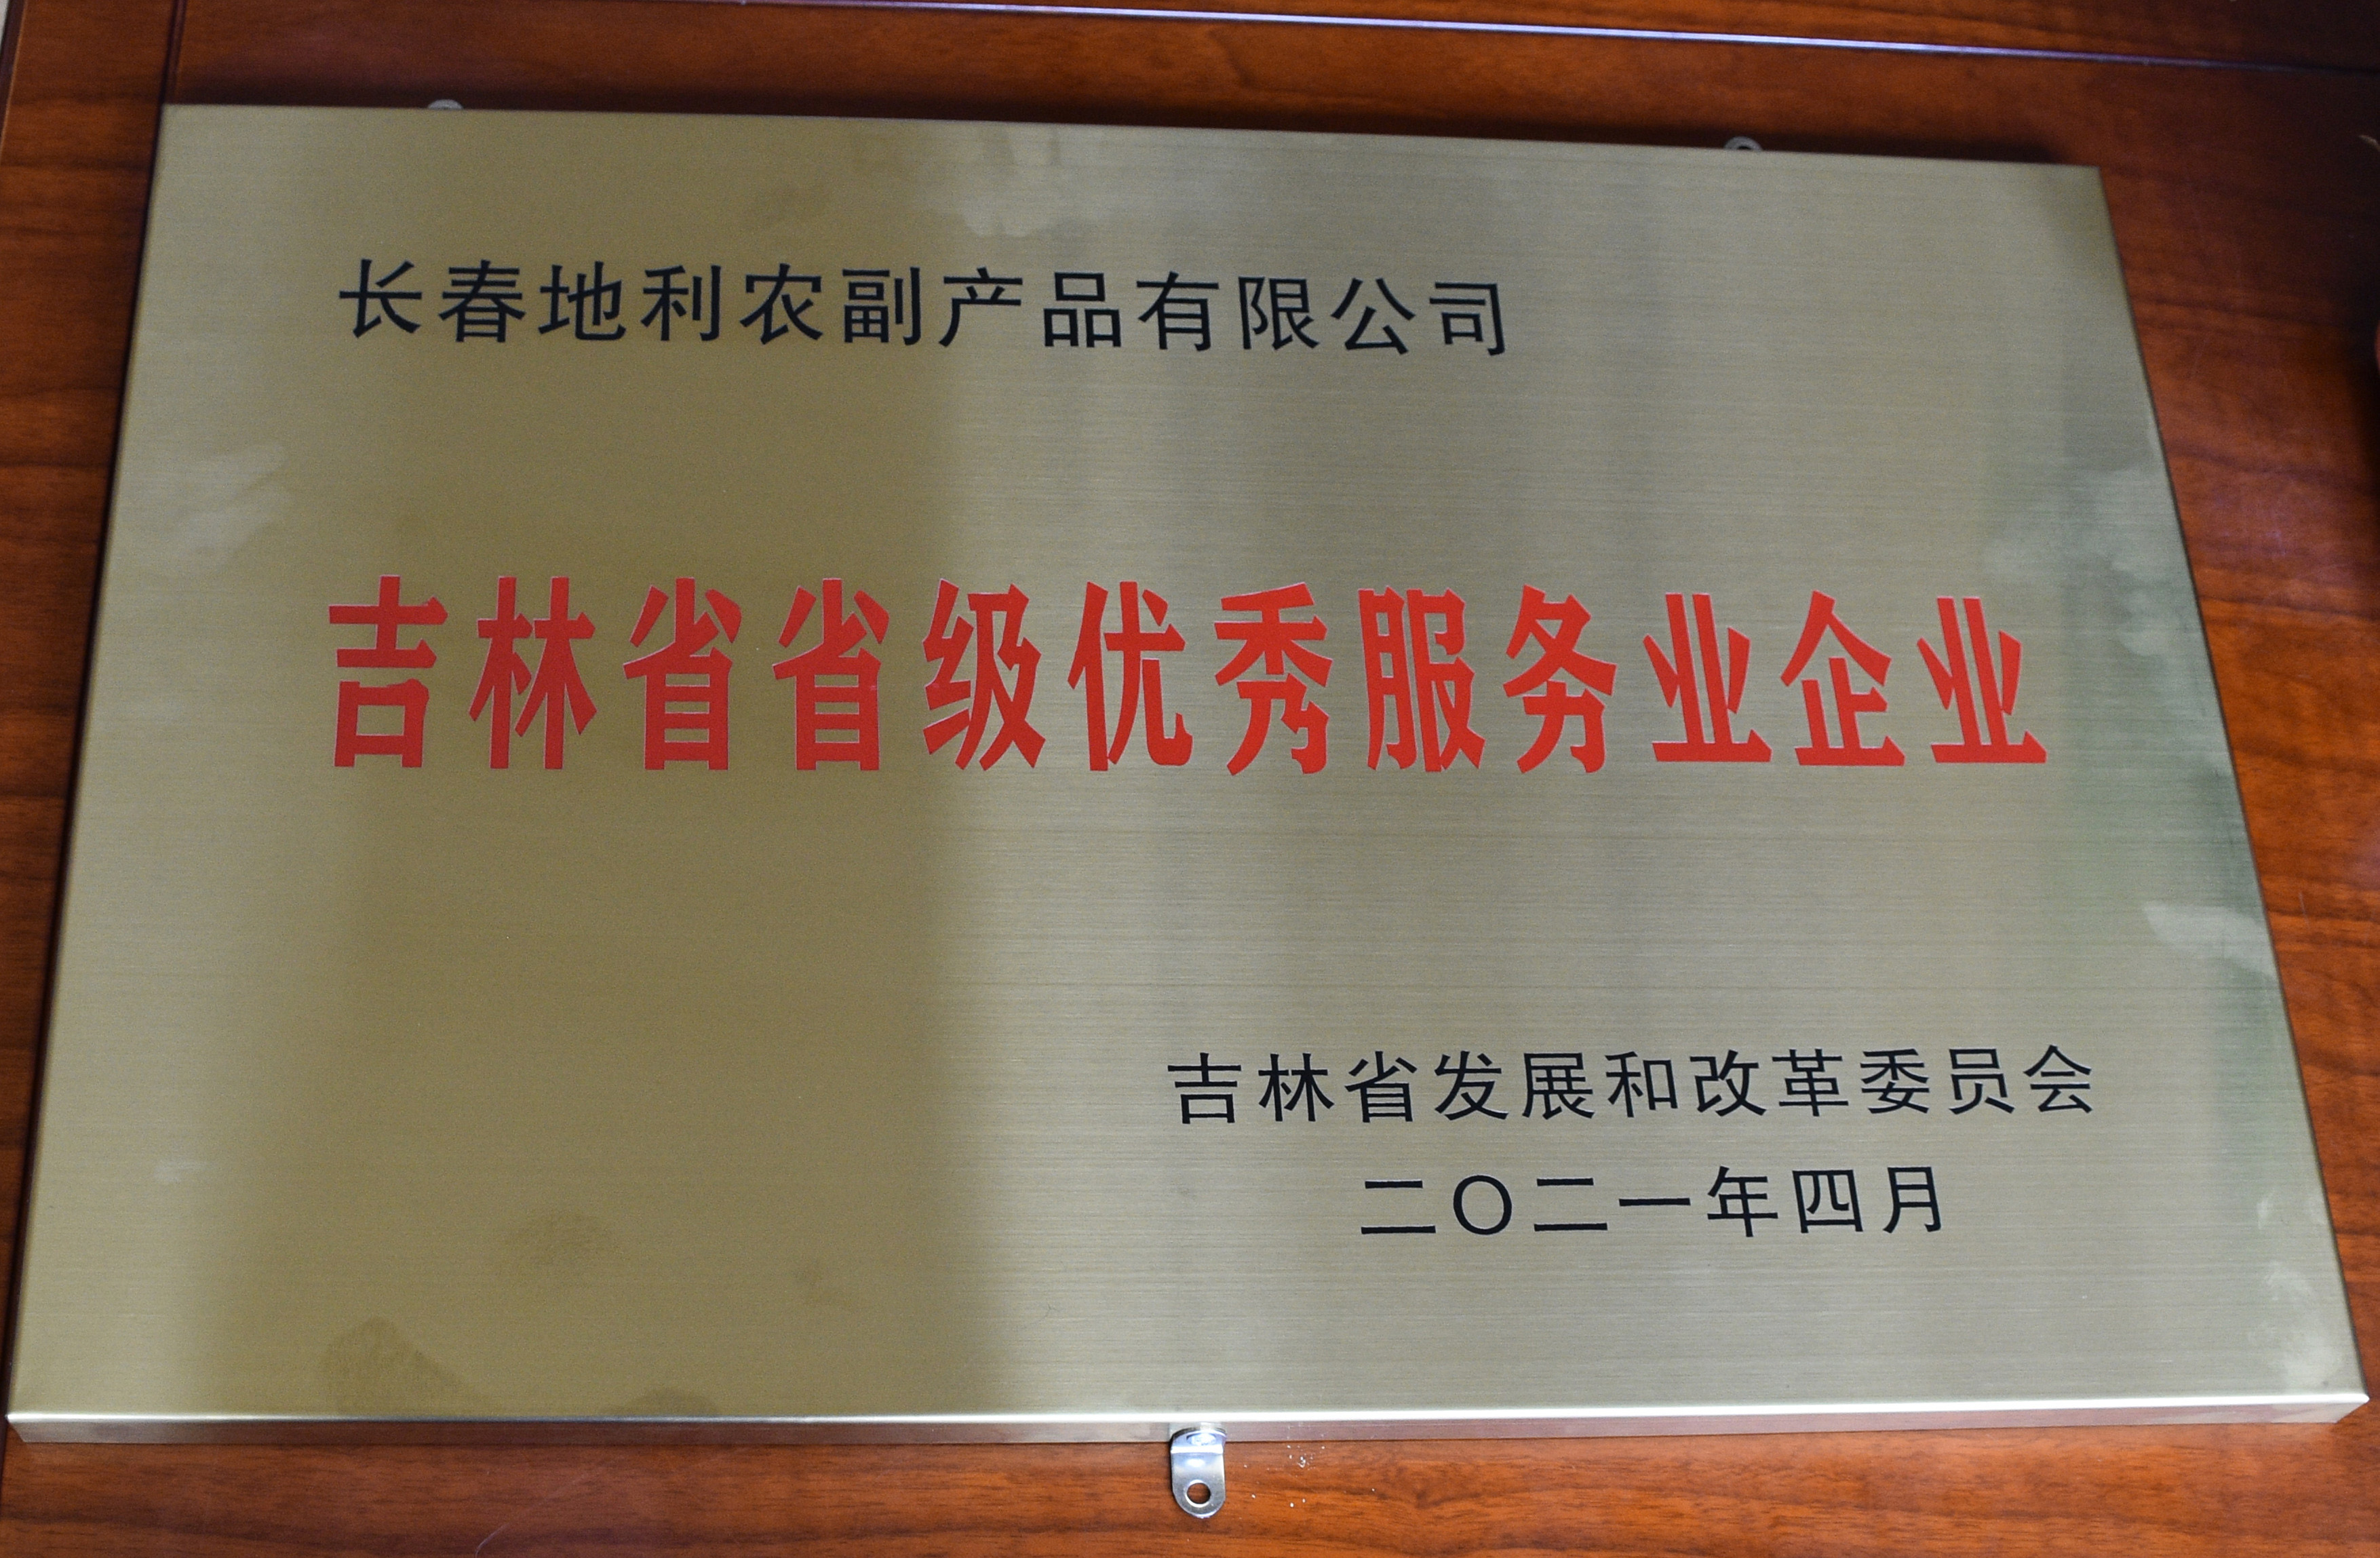 长春地利农副产品有限公司
吉林省省级优秀服务业企业
吉林省发展和改革委员会
二〇二一年四月